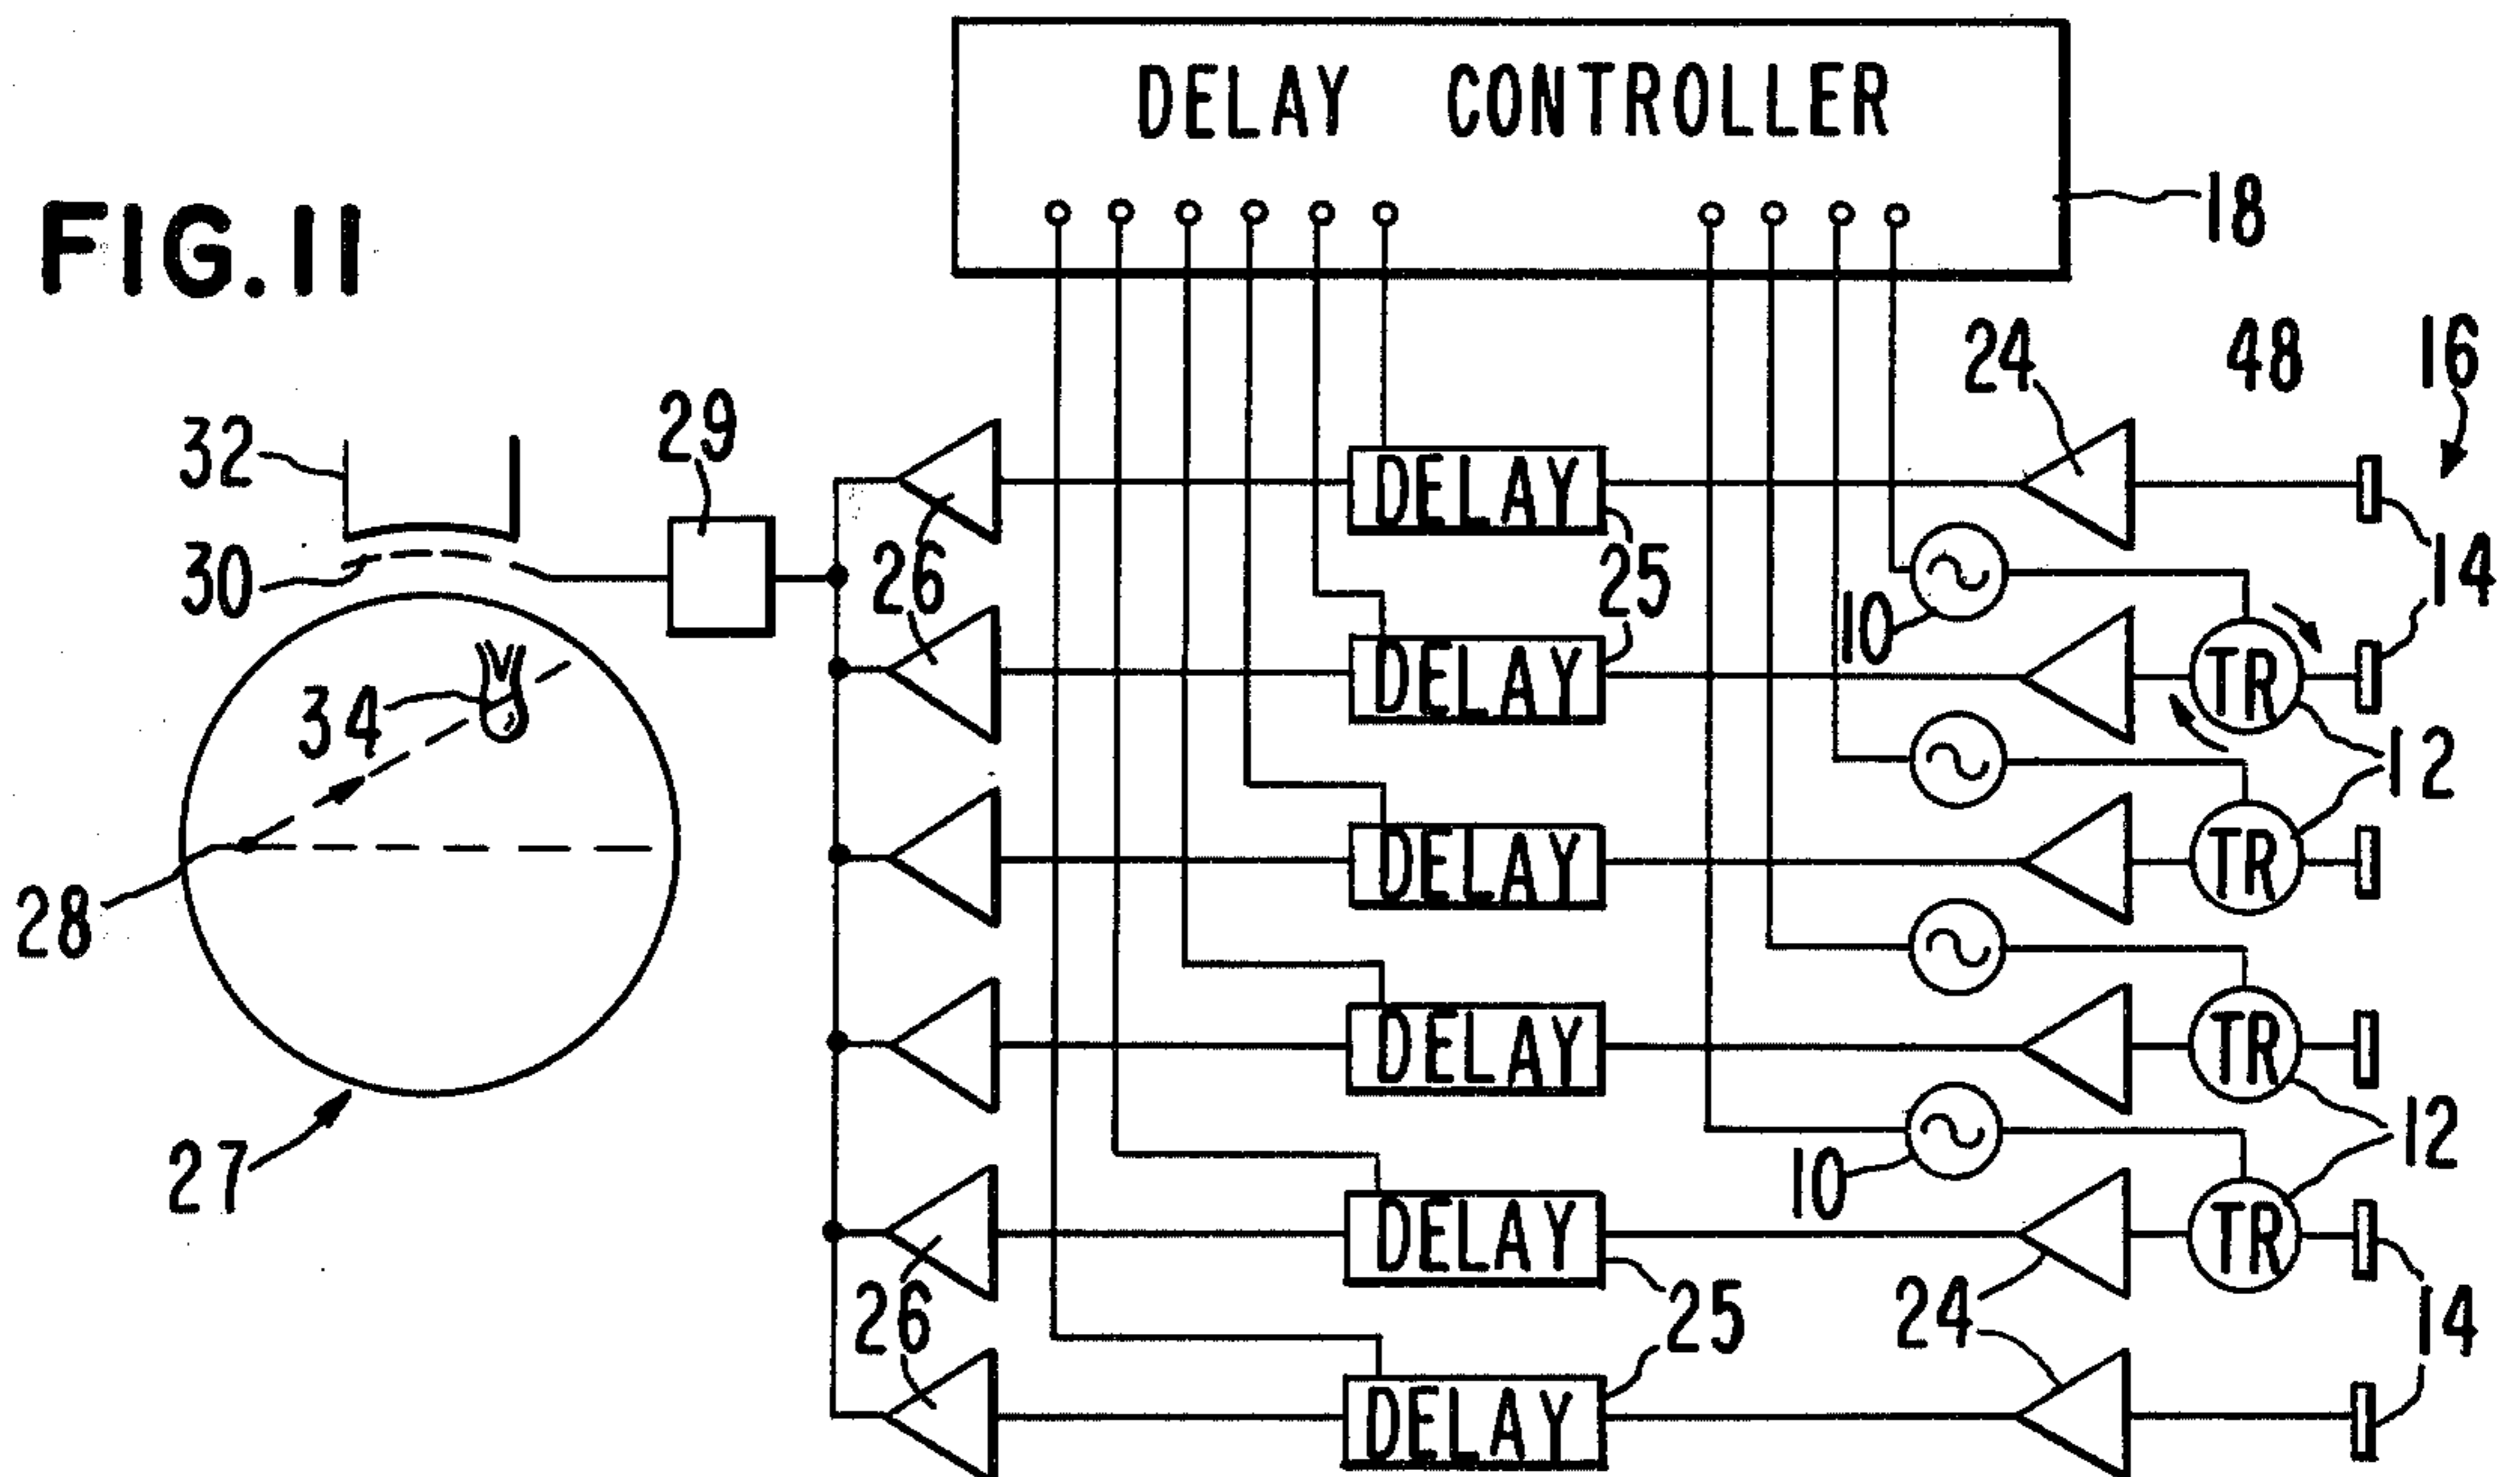 DELAY CONTROLLER
FIG. 11
18
24
48
16
32
29
DELAY
30
26
25
10
14
34
DELAY
TR
12
DELAY
TR
28
DELAY
TR
27
10
12
DELAY
TR
26
25
24
14
DELAY